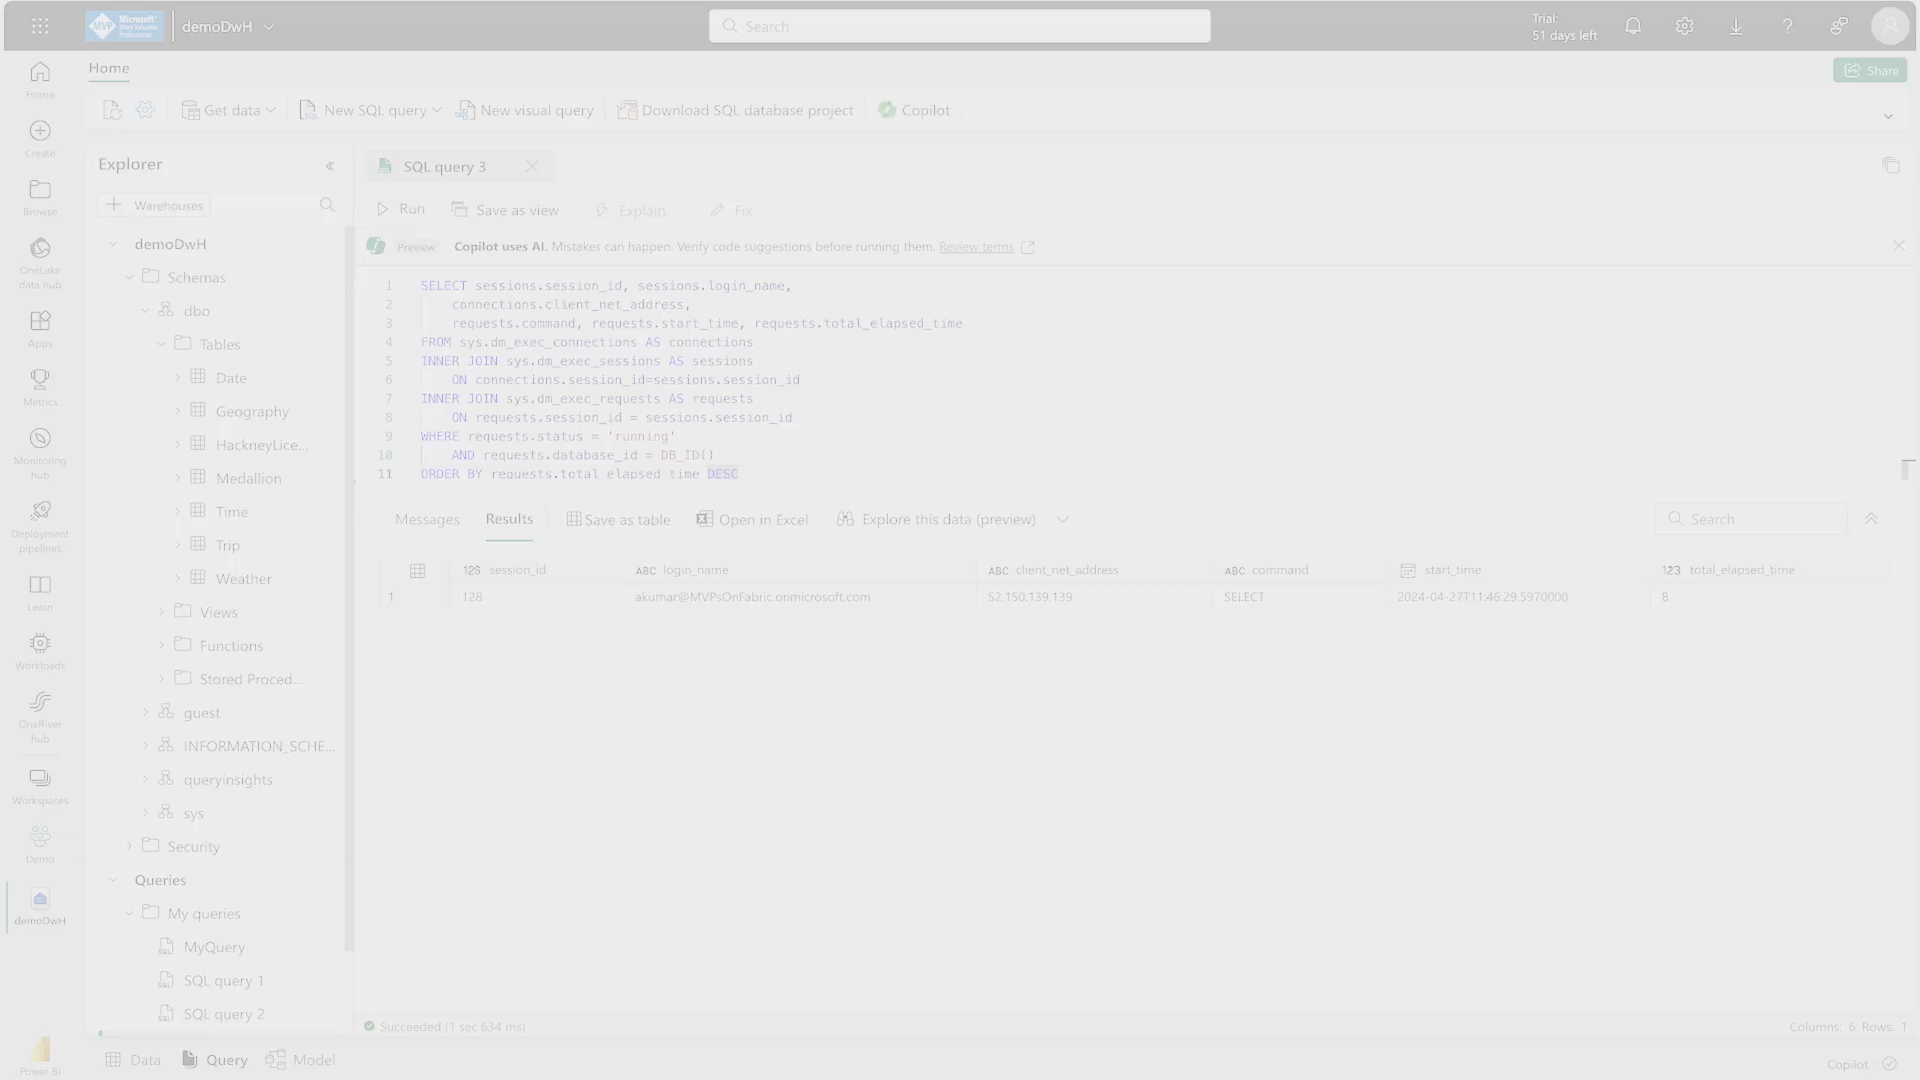 MVP Microsoft® Most Valuable Professional
demoDwH
Search
Trial:
51 days left
Home
Share
Get data
New SQL query
New visual query
Download SQL database project
Copilot
Home
Create
Browse
OneLake
data hub
Apps
Metrics
Monitoring
hub
Deployment
pipelines
Learn
Workloads
OneRiver
hub
Workspaces
Demo
demoDwH
Power BI
Explorer
Warehouses
demoDwH
Schemas
dbo
Tables
Date
Geography
HackneyLice...
Medallion
Time
Trip
Weather
Views
Functions
Stored Proced...
guest
INFORMATION_SCHE...
queryinsights
sys
Security
Queries
My queries
MyQuery
SQL query 1
SQL query 2
SQL query 3
Run
Save as view
Explain
Fix
Preview Copilot uses AI. Mistakes can happen. Verify code suggestions before running them. Review terms
1 SELECT sessions.session_id, sessions.login_name,
2 connections.client_net_address,
3 requests.command, requests.start_time, requests.total_elapsed_time
4 FROM sys.dm_exec_connections AS connections
5 INNER JOIN sys.dm_exec_sessions AS sessions
6 ON connections.session_id=sessions.session_id
7 INNER JOIN sys.dm_exec_requests AS requests
8 ON requests.session_id = sessions.session_id
9 WHERE requests.status = 'running'
10 AND requests.database_id = DB_ID()
11 ORDER BY requests.total_elapsed_time DESC
Messages
Results
Save as table
Open in Excel
Explore this data (preview)
Search
123 session_id ABC login_name ABC client_net_address ABC command start_time 123 total_elapsed_time
1 128 akumar@MVPsOnFabric.onmicrosoft.com 52.150.139.139 SELECT 2024-04-27T11:46:29.5970000 8
Succeeded (1 sec 634 ms)
Columns: 6 Rows: 1
Data
Query
Model
Copilot